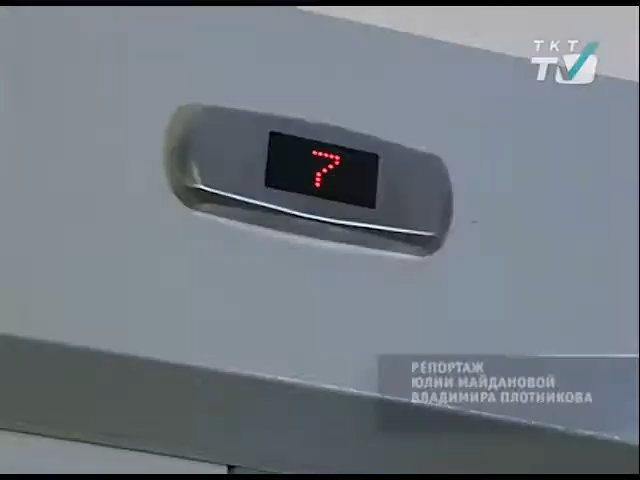 ТКТ
TV
7
РЕПОРТАЖ
ЮЛИИ МАЙДАНОВОЙ
ВЛАДИМИРА ПЛОТНИКОВА